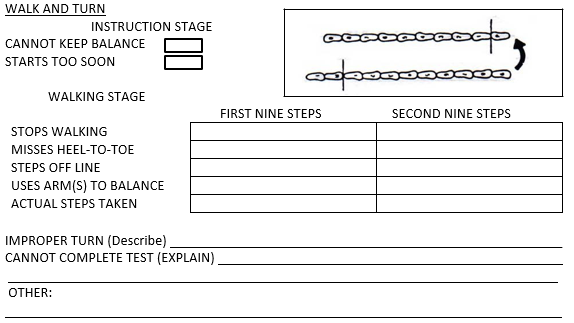 WALK AND TURN
INSTRUCTION STAGE
CANNOT KEEP BALANCE
STARTS TOO SOON
WALKING STAGE
FIRST NINE STEPS SECOND NINE STEPS
STOPS WALKING
MISSES HEEL-TO-TOE
STEPS OFF LINE
USES ARM(S) TO BALANCE
ACTUAL STEPS TAKEN
IMPROPER TURN (Describe)
CANNOT COMPLETE TEST (EXPLAIN)
OTHER: